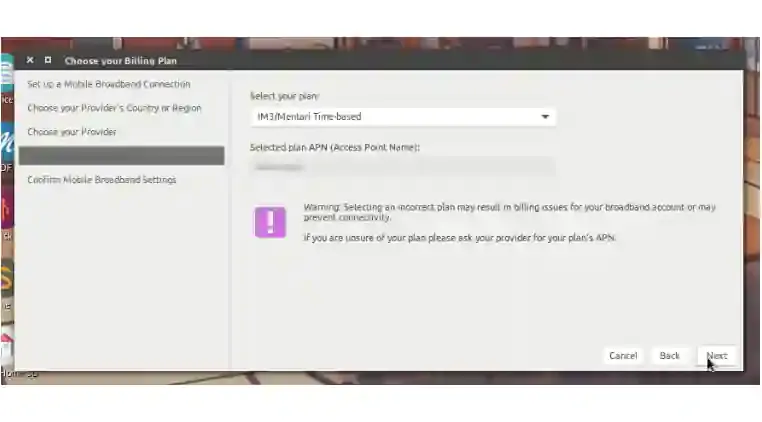 Choose your Billing Plan
Set up a Mobile Broadband Connection
Choose your Provider's Country or Region
Choose your Provider
Confirm Mobile Broadband Settings
Select your plan:
IM3/Mentari Time-based
Selected plan APN (Access Point Name):
Warning: Selecting an incorrect plan may result in billing issues for your broadband account or may
prevent connectivity.
If you are unsure of your plan please ask your provider for your plan's APN.
Cancel Back Next